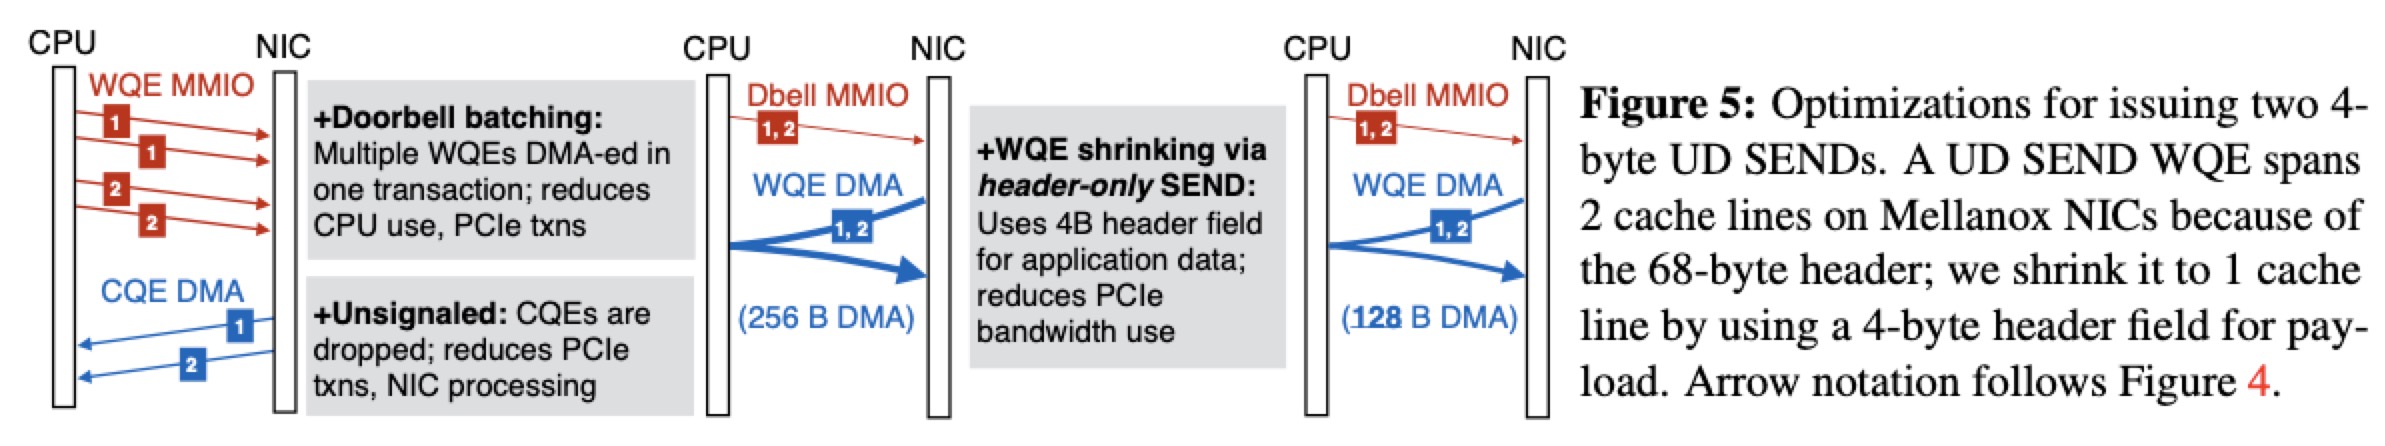 CPU
NIC
WQE MMIO
1
1
2
2
CQE DMA
1
2
+Doorbell batching:
Multiple WQEs DMA-ed in
one transaction; reduces
CPU use, PCIe txns
+Unsignaled: CQEs are
dropped; reduces PCIe
txns, NIC processing
CPU
NIC
Dbell MMIO
1, 2
WQE DMA
1, 2
(256 B DMA)
+WQE shrinking via
header-only SEND:
Uses 4B header field
for application data;
reduces PCIe
bandwidth use
CPU
NIC
Dbell MMIO
1, 2
WQE DMA
1, 2
(128 B DMA)
Figure 5: Optimizations for issuing two 4-
byte UD SENDs. A UD SEND WQE spans
2 cache lines on Mellanox NICs because of
the 68-byte header; we shrink it to 1 cache
line by using a 4-byte header field for pay-
load. Arrow notation follows Figure 4.